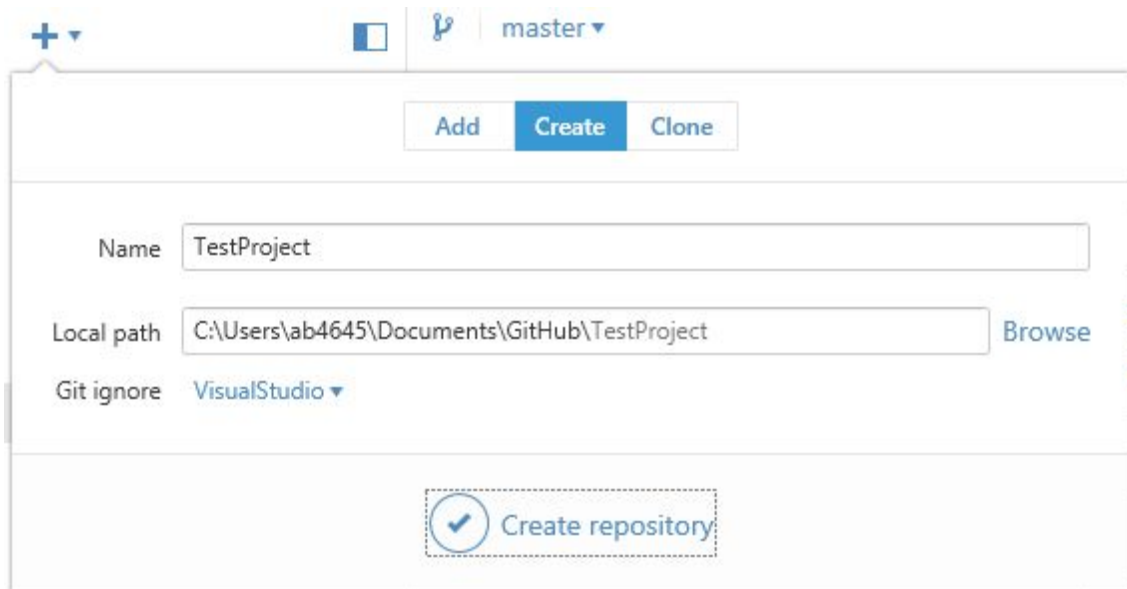 master
Add Create Clone
Name TestProject
Local path C:\Users\ab4645\Documents\GitHub\TestProject Browse
Git ignore VisualStudio
Create repository